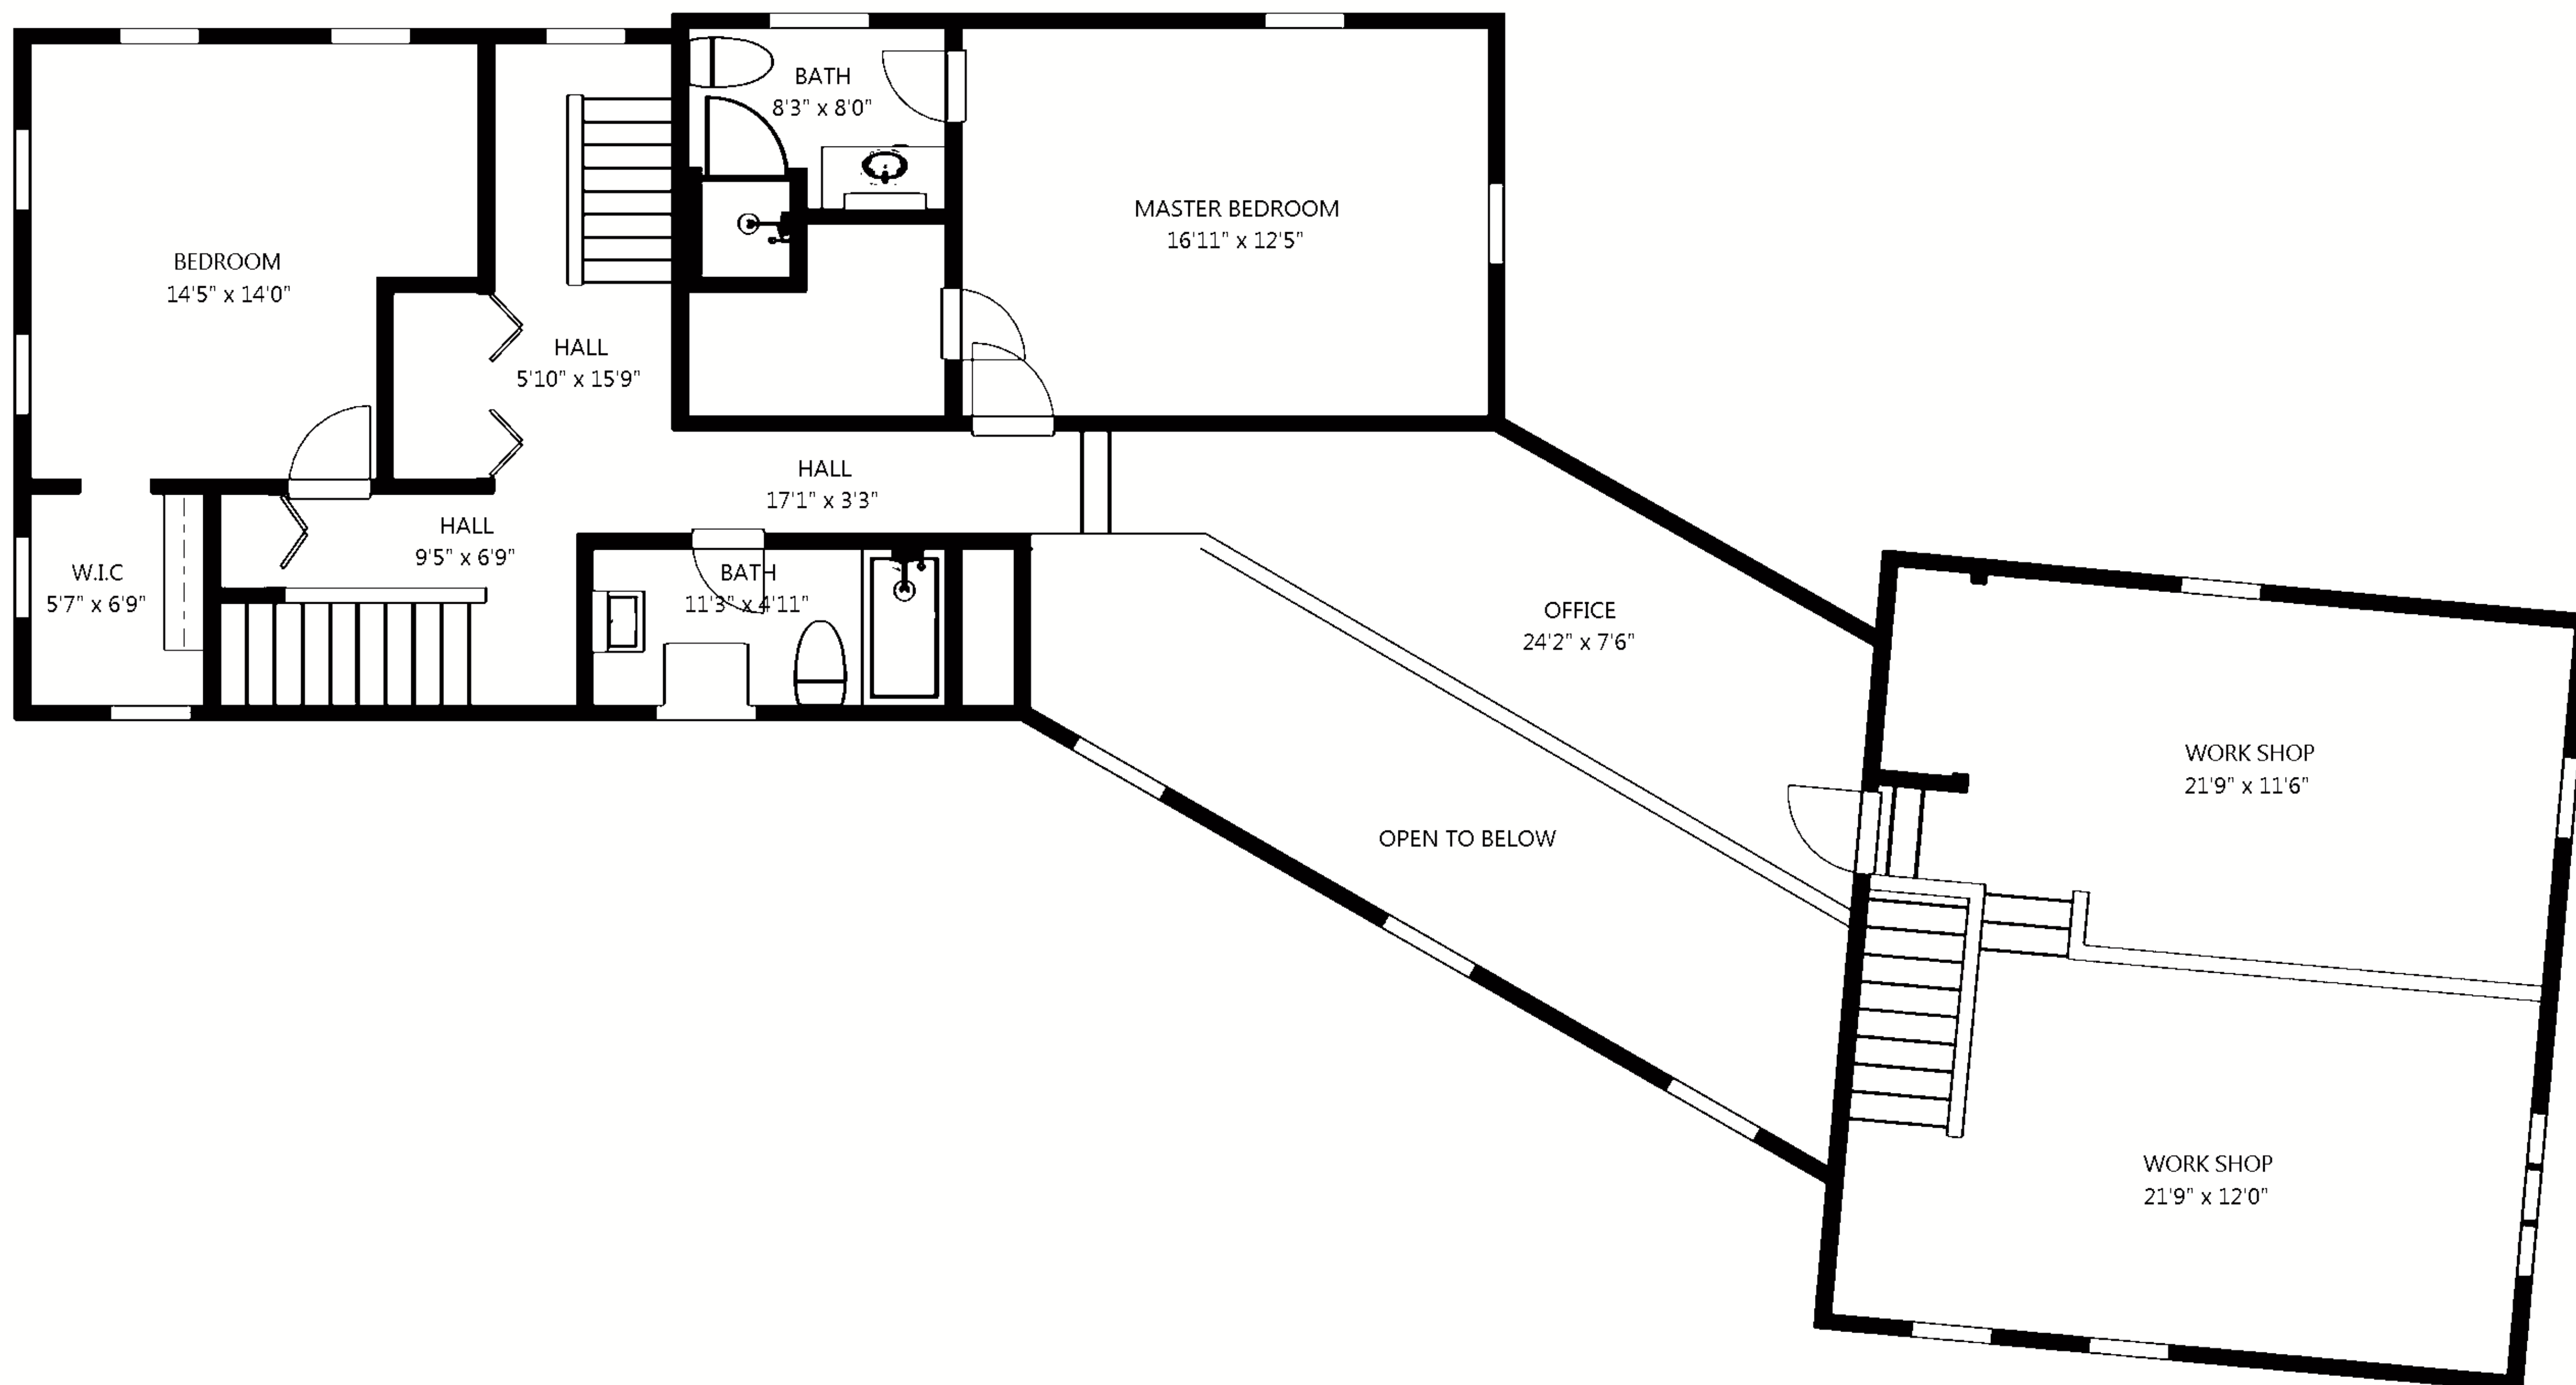 BATH
8'3" x 8'0"
MASTER BEDROOM
16'11" x 12'5"
BEDROOM
14'5" x 14'0"
HALL
5'10" x 15'9"
HALL
17'1" x 3'3"
HALL
9'5" x 6'9"
W.I.C
5'7" x 6'9"
BATH
11'3" x 4'11"
OFFICE
24'2" x 7'6"
WORK SHOP
21'9" x 11'6"
OPEN TO BELOW
WORK SHOP
21'9" x 12'0"